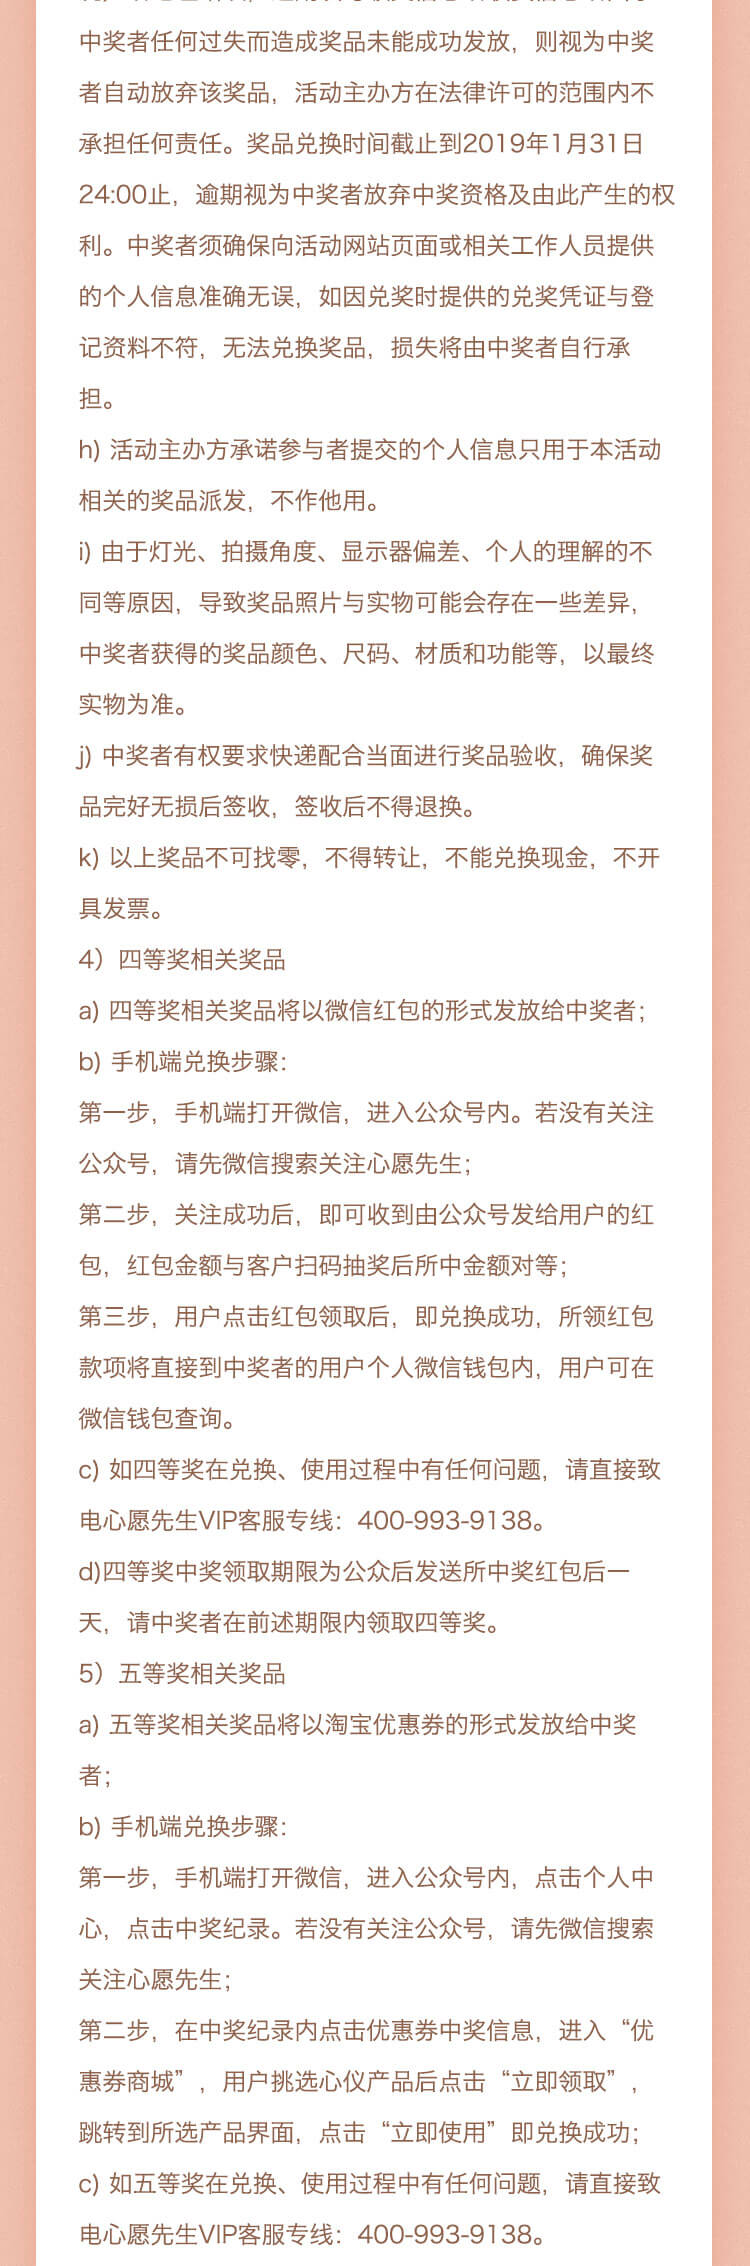 中奖者任何过失而造成奖品未能成功发放，则视为中奖
者自动放弃该奖品，活动主办方在法律许可的范围内不
承担任何责任。奖品兑换时间截止到2019年1月31日
24:00止，逾期视为中奖者放弃中奖资格及由此产生的权
利。中奖者须确保向活动网站页面或相关工作人员提供
的个人信息准确无误，如因兑奖时提供的兑奖凭证与登
记资料不符，无法兑换奖品，损失将由中奖者自行承
担。
h) 活动主办方承诺参与者提交的个人信息只用于本活动
相关的奖品派发，不作他用。
i) 由于灯光、拍摄角度、显示器偏差、个人的理解的不
同等原因，导致奖品照片与实物可能会存在一些差异，
中奖者获得的奖品颜色、尺码、材质和功能等，以最终
实物为准。
j) 中奖者有权要求快递配合当面进行奖品验收，确保奖
品完好无损后签收，签收后不得退换。
k) 以上奖品不可找零，不得转让，不能兑换现金，不开
具发票。
4）四等奖相关奖品
a) 四等奖相关奖品将以微信红包的形式发放给中奖者；
b) 手机端兑换步骤：
第一步，手机端打开微信，进入公众号内。若没有关注
公众号，请先微信搜索关注心愿先生；
第二步，关注成功后，即可收到由公众号发给用户的红
包，红包金额与客户扫码抽奖后所中金额对等；
第三步，用户点击红包领取后，即兑换成功，所领红包
款项将直接到中奖者的用户个人微信钱包内，用户可在
微信钱包查询。
c) 如四等奖在兑换、使用过程中有任何问题，请直接致
电心愿先生VIP客服专线：400-993-9138。
d)四等奖中奖领取期限为公众后发送所中奖红包后一
天，请中奖者在前述期限内领取四等奖。
5）五等奖相关奖品
a) 五等奖相关奖品将以淘宝优惠券的形式发放给中奖
者；
b) 手机端兑换步骤：
第一步，手机端打开微信，进入公众号内，点击个人中
心，点击中奖纪录。若没有关注公众号，请先微信搜索
关注心愿先生；
第二步，在中奖纪录内点击优惠券中奖信息，进入“优
惠券商城”，用户挑选心仪产品后点击“立即领取”，
跳转到所选产品界面，点击“立即使用”即兑换成功；
c) 如五等奖在兑换、使用过程中有任何问题，请直接致
电心愿先生VIP客服专线：400-993-9138。